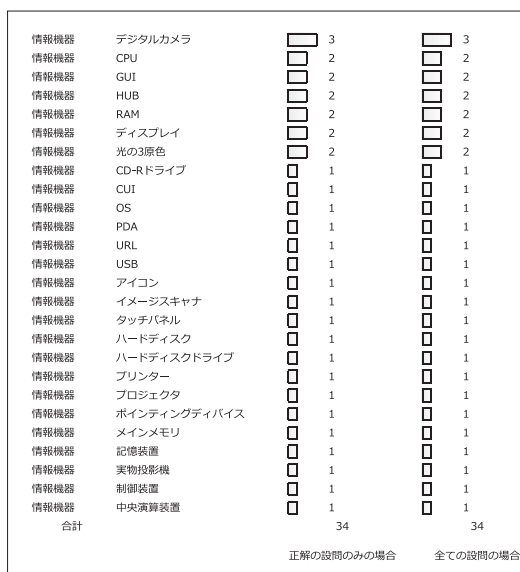 情報機器 デジタルカメラ 3 3
情報機器 CPU 2 2
情報機器 GUI 2 2
情報機器 HUB 2 2
情報機器 RAM 2 2
情報機器 ディスプレイ 2 2
情報機器 光の3原色 2 2
情報機器 CD-Rドライブ 1 1
情報機器 CUI 1 1
情報機器 OS 1 1
情報機器 PDA 1 1
情報機器 URL 1 1
情報機器 USB 1 1
情報機器 アイコン 1 1
情報機器 イメージスキャナ 1 1
情報機器 タッチパネル 1 1
情報機器 ハードディスク 1 1
情報機器 ハードディスクドライブ 1 1
情報機器 プリンター 1 1
情報機器 プロジェクタ 1 1
情報機器 ポインティングディバイス 1 1
情報機器 メインメモリ 1 1
情報機器 記憶装置 1 1
情報機器 実物投影機 1 1
情報機器 制御装置 1 1
情報機器 中央演算装置 1 1
合計 34 34
正解の設問のみの場合 全ての設問の場合